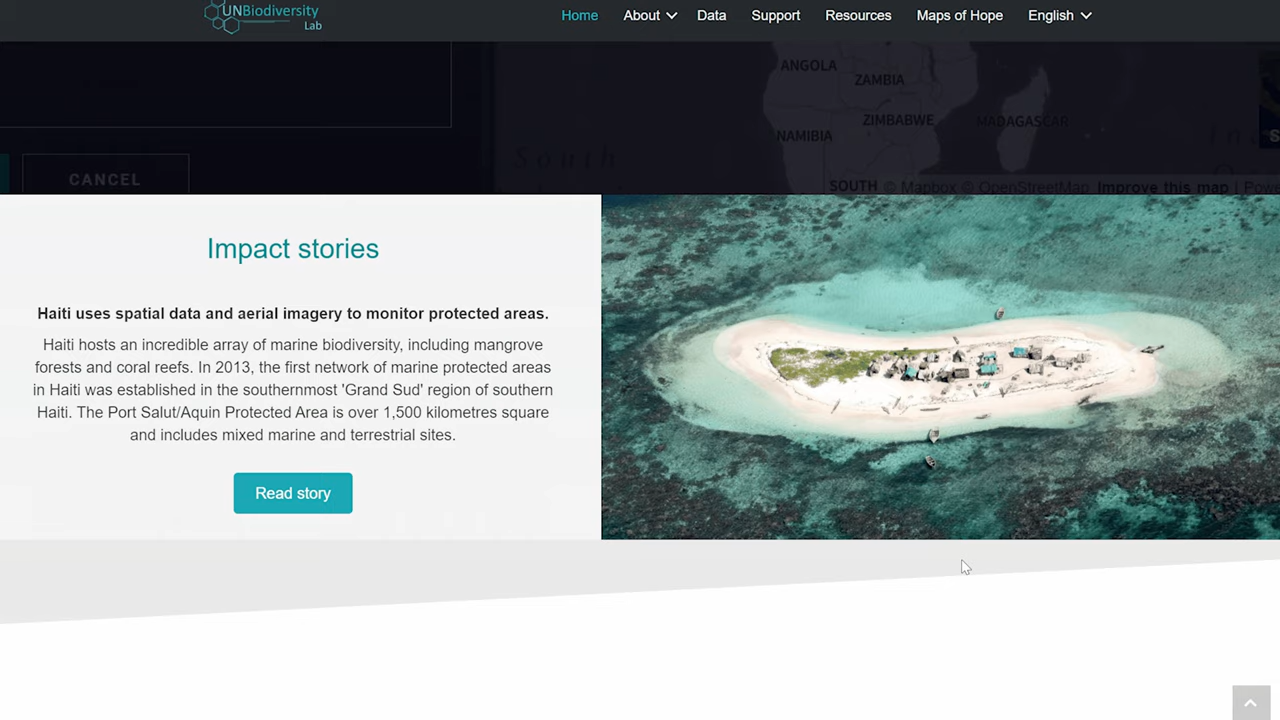 UNBiodiversity
Lab
Home About Data Support Resources Maps of Hope English
ANGOLA
ZAMBIA
ZIMBABWE
MADAGASCAR
NAMIBIA
South
CANCEL
SOUTH © Mapbox © OpenStreetMap Improve this map
Impact stories
Haiti uses spatial data and aerial imagery to monitor protected areas.
Haiti hosts an incredible array of marine biodiversity, including mangrove
forests and coral reefs. In 2013, the first network of marine protected areas
in Haiti was established in the southernmost 'Grand Sud' region of southern
Haiti. The Port Salut/Aquin Protected Area is over 1,500 kilometres square
and includes mixed marine and terrestrial sites.
Read story